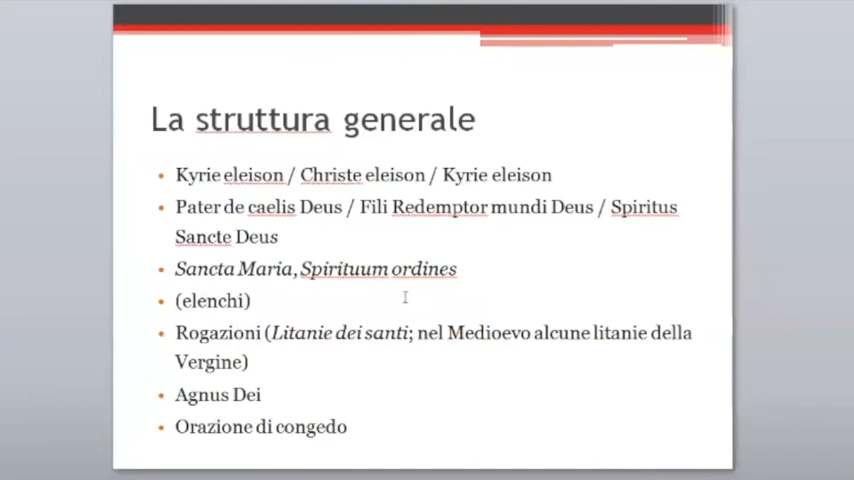 La struttura generale
Kyrie eleison / Christe eleison / Kyrie eleison
Pater de caelis Deus / Fili Redemptor mundi Deus / Spiritus
Sancte Deus
Sancta Maria, Spirituum ordines
(elenchi)
Rogazioni (Litanie dei santi; nel Medioevo alcune litanie della
Vergine)
Agnus Dei
Orazione di congedo